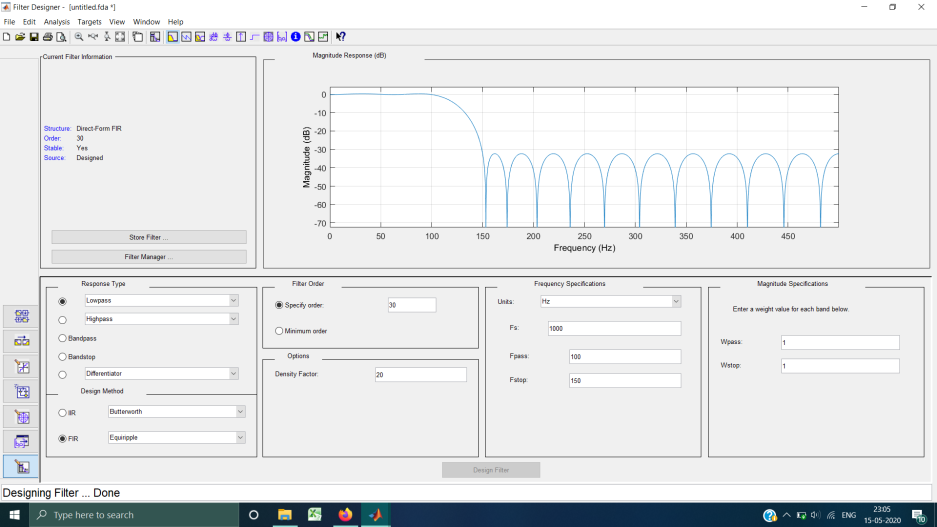 Filter Designer - [untitled.fda *]
File Edit Analysis Targets View Window Help
Current Filter Information
Structure: Direct-Form FIR
Order: 30
Stable: Yes
Source: Designed
Store Filter ...
Filter Manager ...
Magnitude Response (dB)
Magnitude (dB)
0
-10
-20
-30
-40
-50
-60
-70
0 50 100 150 200 250 300 350 400 450
Frequency (Hz)
Response Type
Lowpass
Highpass
Bandpass
Bandstop
Differentiator
Design Method
IIR Butterworth
FIR Equiripple
Filter Order
Specify order: 30
Minimum order
Options
Density Factor: 20
Frequency Specifications
Units: Hz
Fs: 1000
Fpass: 100
Fstop: 150
Magnitude Specifications
Enter a weight value for each band below.
Wpass: 1
Wstop: 1
Design Filter
Designing Filter ... Done
Type here to search
ENG
23:05
15-05-2020
10